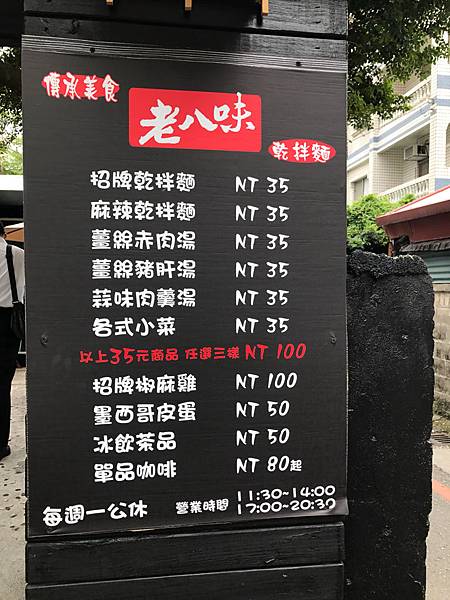 傳承美食
老八味
乾拌麵
招牌乾拌麵 NT 35
麻辣乾拌麵 NT 35
薑絲赤肉湯 NT 35
薑絲豬肝湯 NT 35
蒜味肉羹湯 NT 35
各式小菜 NT 35
以上35元商品 任選三樣 NT 100
招牌椒麻雞 NT 100
墨西哥皮蛋 NT 50
冰飲茶品 NT 50
單品咖啡 NT 80起
每週一公休 營業時間 11:30~14:00
17:00~20:30